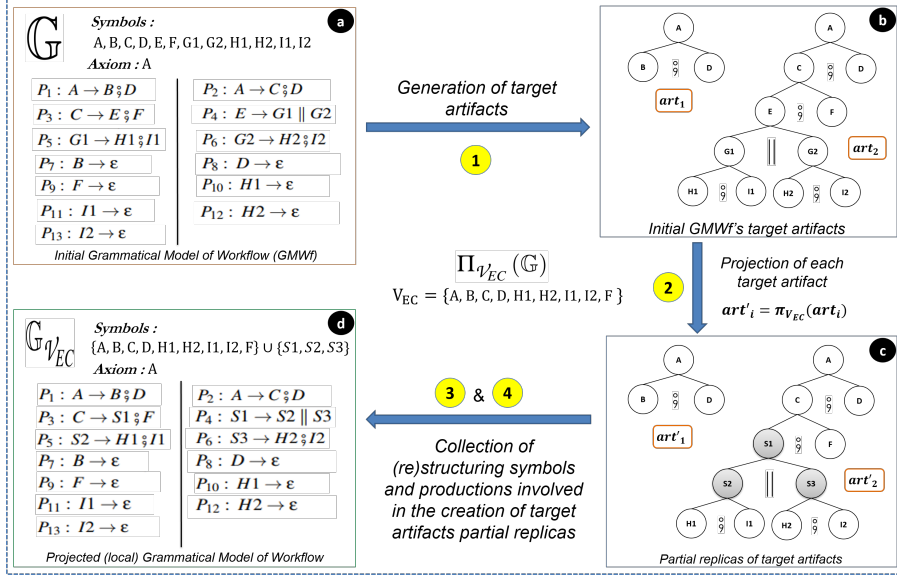 𝔾
Symbols :
a
A, B, C, D, E, F, G1, G2, H1, H2, I1, I2
Axiom : A
P₁ : A → B⨟D
P₂ : A → C⨟D
P₃ : C → E⨟F
P₄ : E → G1 ∥ G2
P₅ : G1 → H1⨟I1
P₆ : G2 → H2⨟I2
P₇ : B → ε
P₈ : D → ε
P₉ : F → ε
P₁₀ : H1 → ε
P₁₁ : I1 → ε
P₁₂ : H2 → ε
P₁₃ : I2 → ε
Initial Grammatical Model of Workflow (GMWf)
Generation of target
artifacts
1
b
A
B ⨟ D
art₁
A
C ⨟ D
E ⨟ F
G1 ∥ G2
art₂
H1 ⨟ I1 H2 ⨟ I2
Initial GMWf's target artifacts
Π𝒱_EC (𝔾)
V_EC = {A, B, C, D, H1, H2, I1, I2, F }
2
Projection of each
target artifact
art'ᵢ = π_V_EC(artᵢ)
c
A
B ⨟ D
art'₁
A
C ⨟ D
S1 ⨟ F
S2 ∥ S3
art'₂
H1 ⨟ I1 H2 ⨟ I2
Partial replicas of target artifacts
3 & 4
Collection of
(re)structuring symbols
and productions involved
in the creation of target
artifacts partial replicas
𝔾𝒱_EC
Symbols :
d
{A, B, C, D, H1, H2, I1, I2, F} ∪ {S1, S2, S3}
Axiom : A
P₁ : A → B⨟D
P₂ : A → C⨟D
P₃ : C → S1⨟F
P₄ : S1 → S2 ∥ S3
P₅ : S2 → H1⨟I1
P₆ : S3 → H2⨟I2
P₇ : B → ε
P₈ : D → ε
P₉ : F → ε
P₁₀ : H1 → ε
P₁₁ : I1 → ε
P₁₂ : H2 → ε
P₁₃ : I2 → ε
Projected (local) Grammatical Model of Workflow